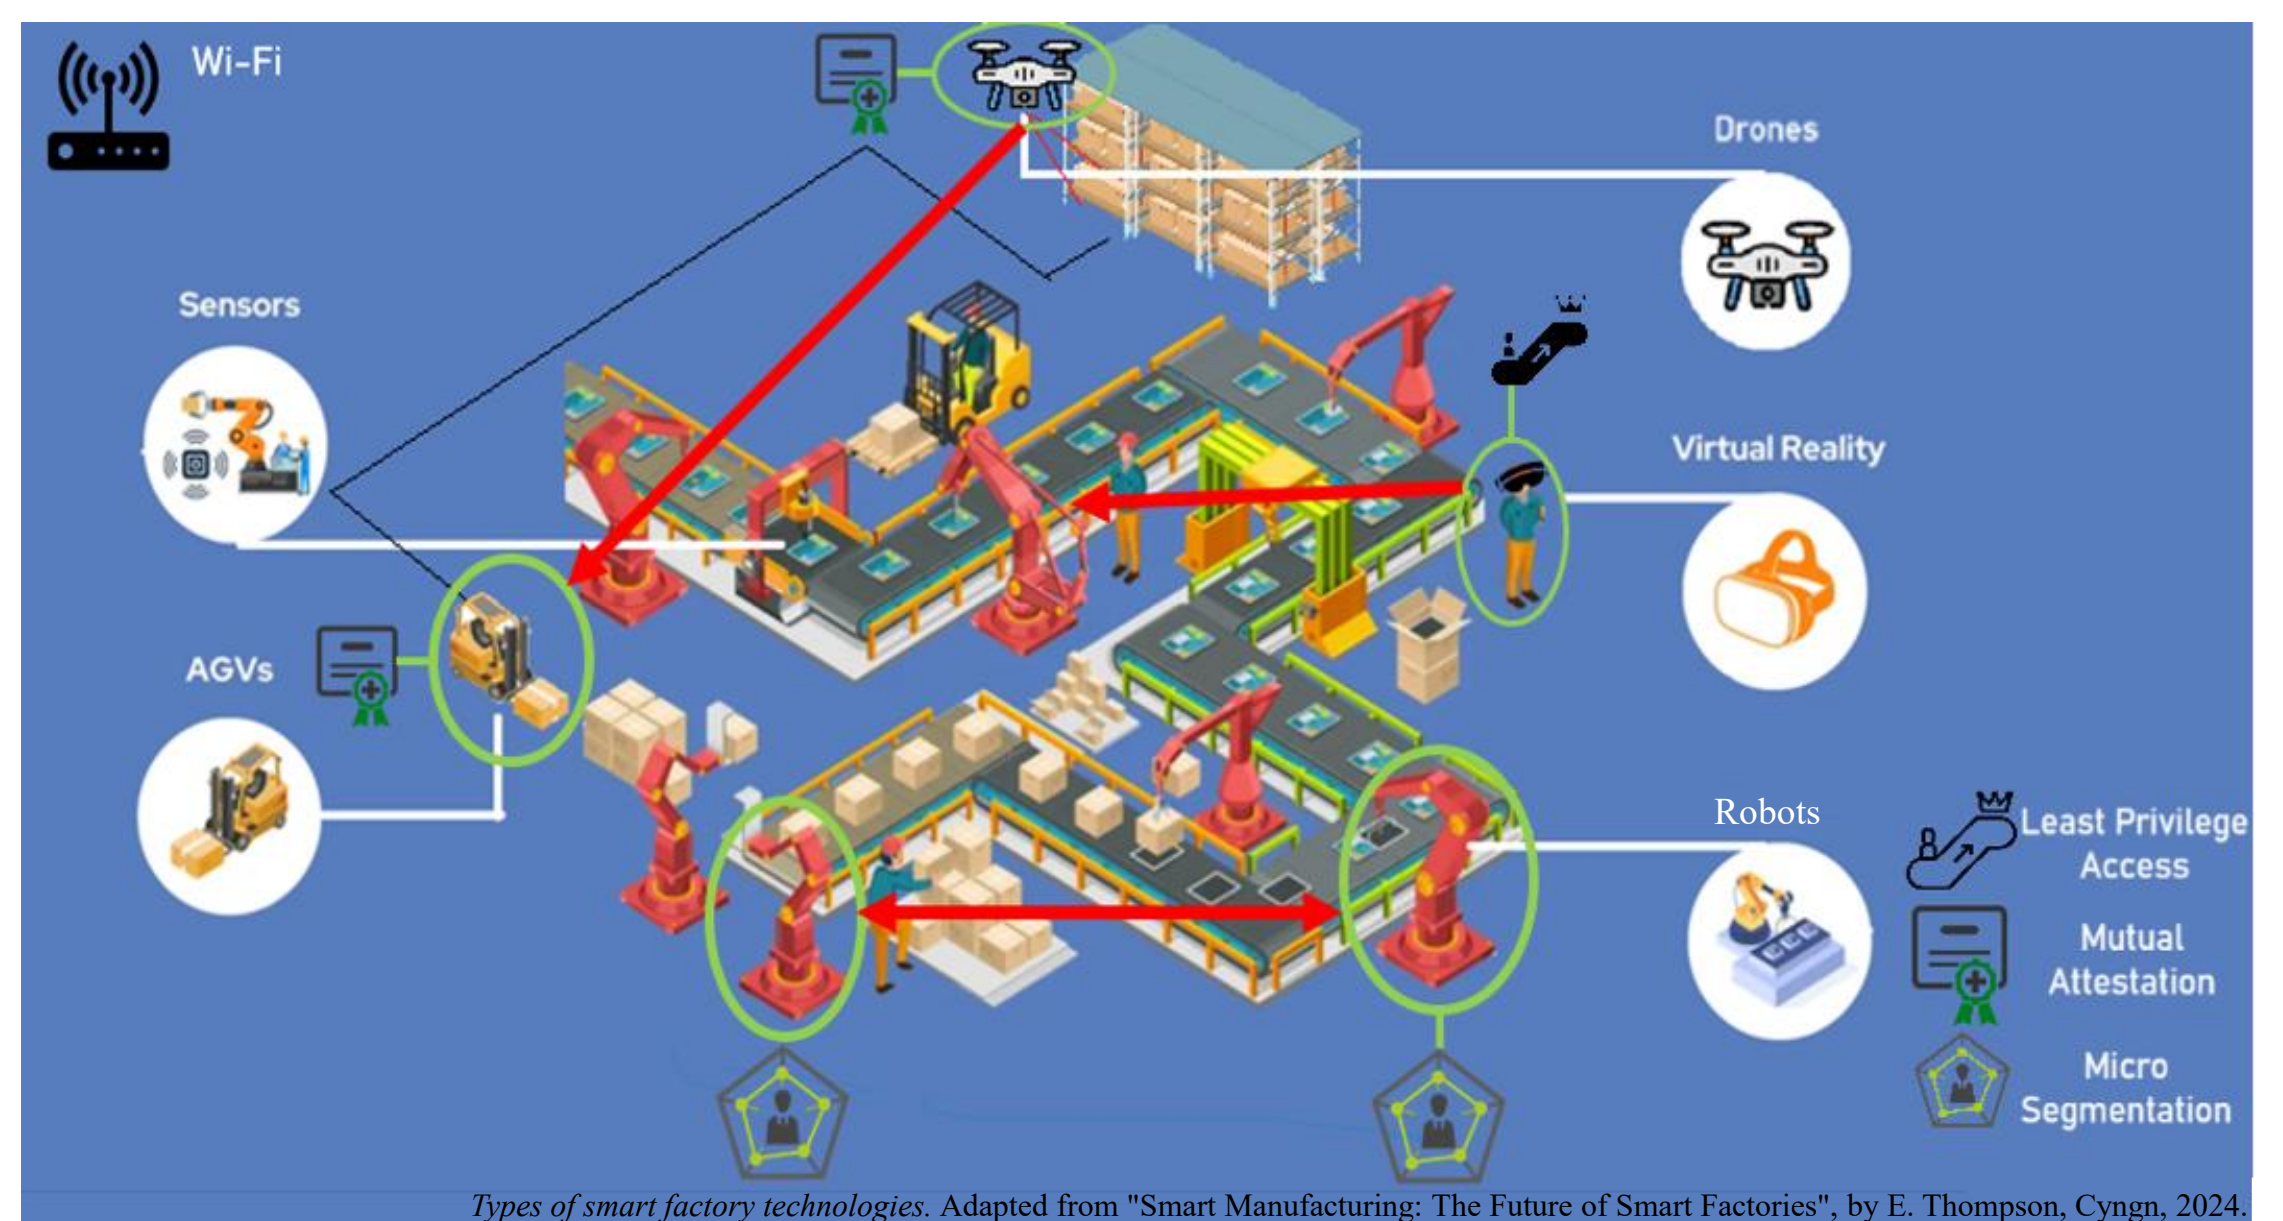 Wi-Fi
Drones
Sensors
Virtual Reality
AGVs
Robots
Least Privilege
Access
Mutual
Attestation
Micro
Segmentation
Types of smart factory technologies. Adapted from "Smart Manufacturing: The Future of Smart Factories", by E. Thompson, Cyngn, 2024.